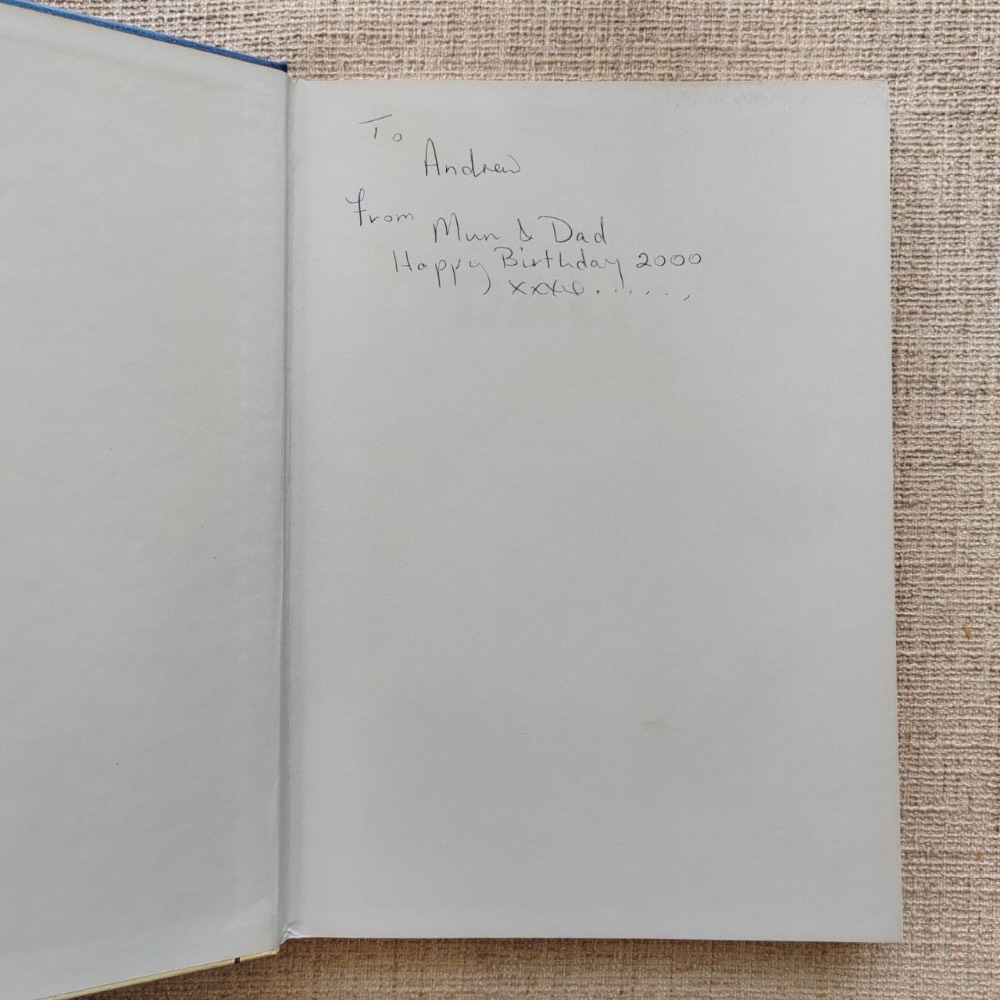 To
Andrew
From
Mum & Dad
Happy Birthday 2000
xxxx.......